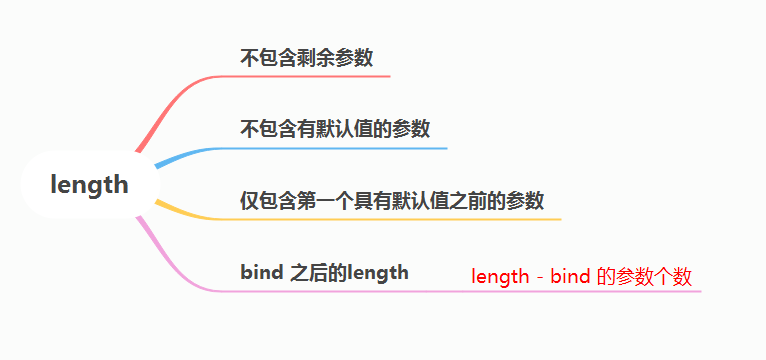 length
不包含剩余参数
不包含有默认值的参数
仅包含第一个具有默认值之前的参数
bind 之后的length
length - bind 的参数个数